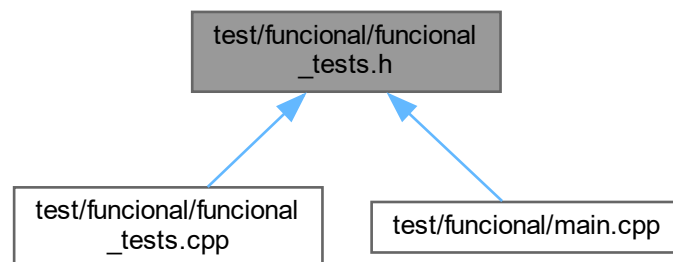 test/funcional/funcional
_tests.h
test/funcional/funcional
_tests.cpp
test/funcional/main.cpp